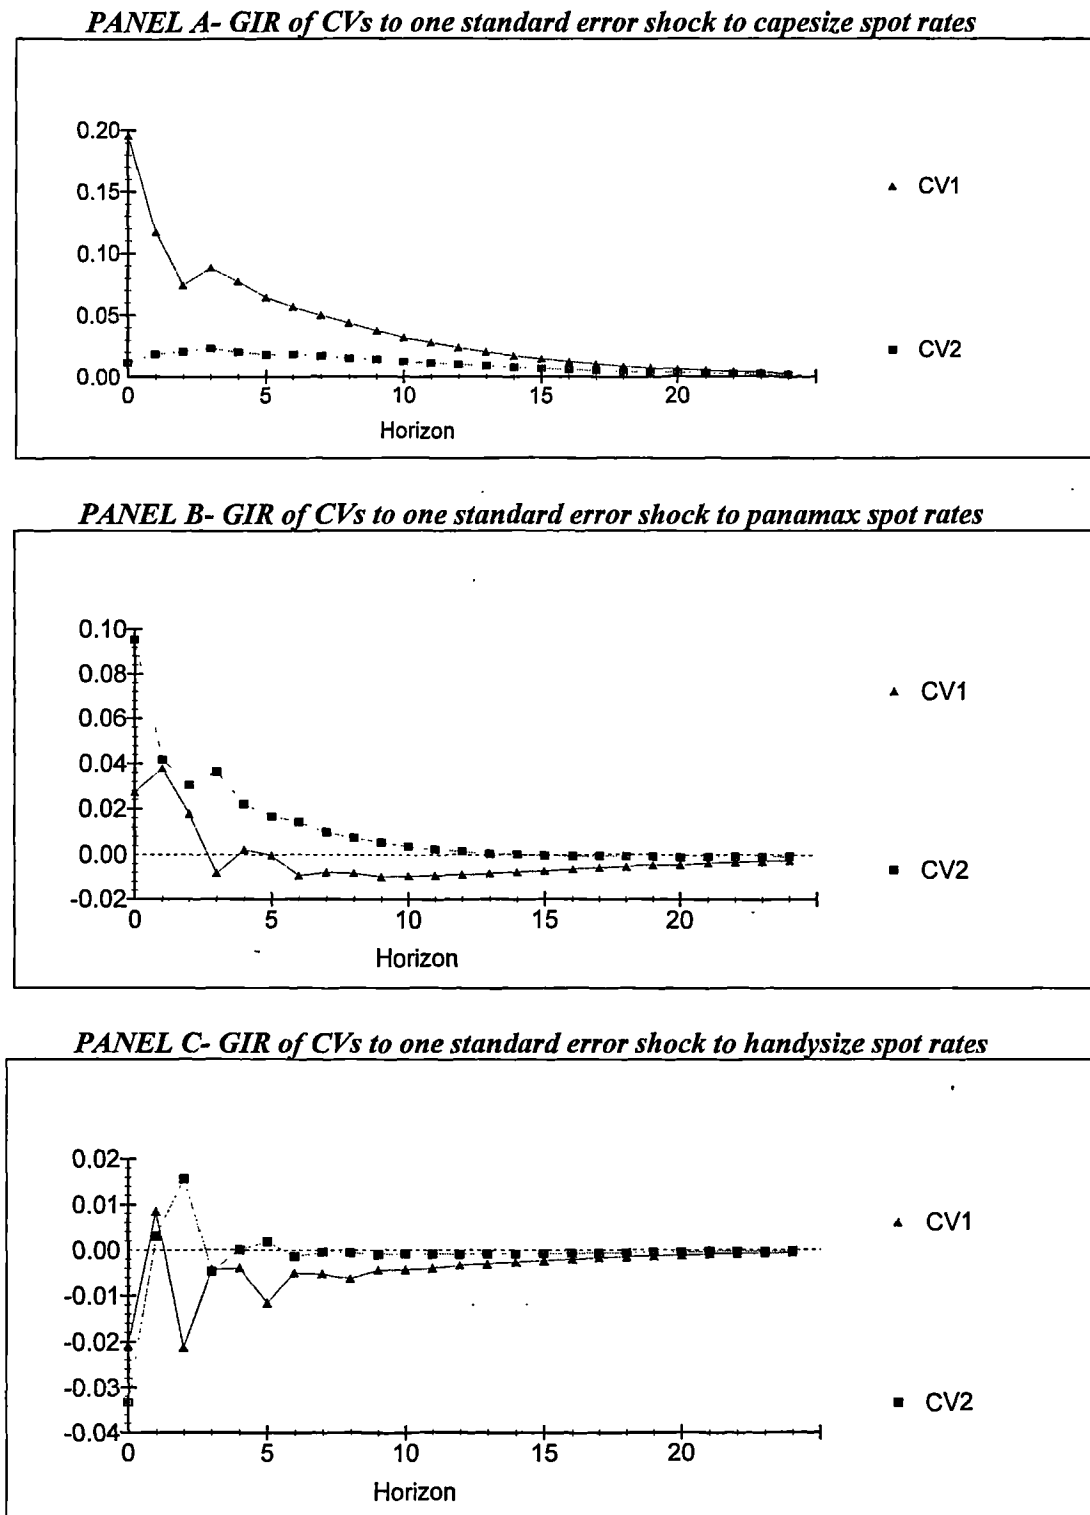 PANEL A- GIR of CVs to one standard error shock to capesize spot rates
0.20
0.15
0.10
0.05
0.00
0 5 10 15 20
Horizon
CV1
CV2
PANEL B- GIR of CVs to one standard error shock to panamax spot rates
0.10
0.08
0.06
0.04
0.02
0.00
-0.02
0 5 10 15 20
Horizon
CV1
CV2
PANEL C- GIR of CVs to one standard error shock to handysize spot rates
0.02
0.01
0.00
-0.01
-0.02
-0.03
-0.04
0 5 10 15 20
Horizon
CV1
CV2